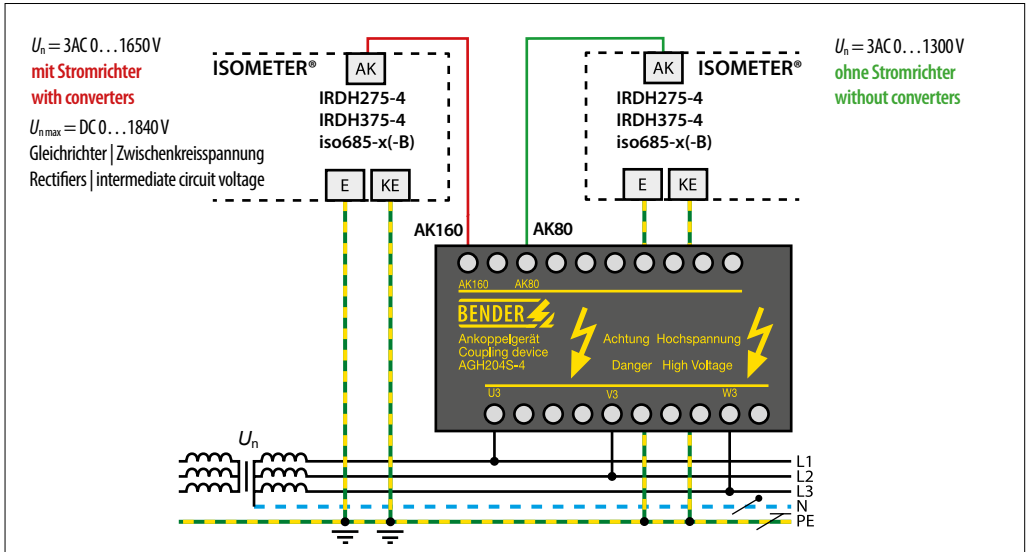 Un = 3AC 0...1650 V
mit Stromrichter
with converters
Un max = DC 0...1840 V
Gleichrichter | Zwischenkreisspannung
Rectifiers | intermediate circuit voltage
ISOMETER®
AK
IRDH275-4
IRDH375-4
iso685-x(-B)
E
KE
AK
ISOMETER®
IRDH275-4
IRDH375-4
iso685-x(-B)
E
KE
Un = 3AC 0...1300 V
ohne Stromrichter
without converters
AK160
AK80
AK160
AK80
BENDER
Ankoppelgerät
Coupling device
AGH204S-4
Achtung Hochspannung
Danger High Voltage
U3
V3
W3
Un
L1
L2
L3
N
PE